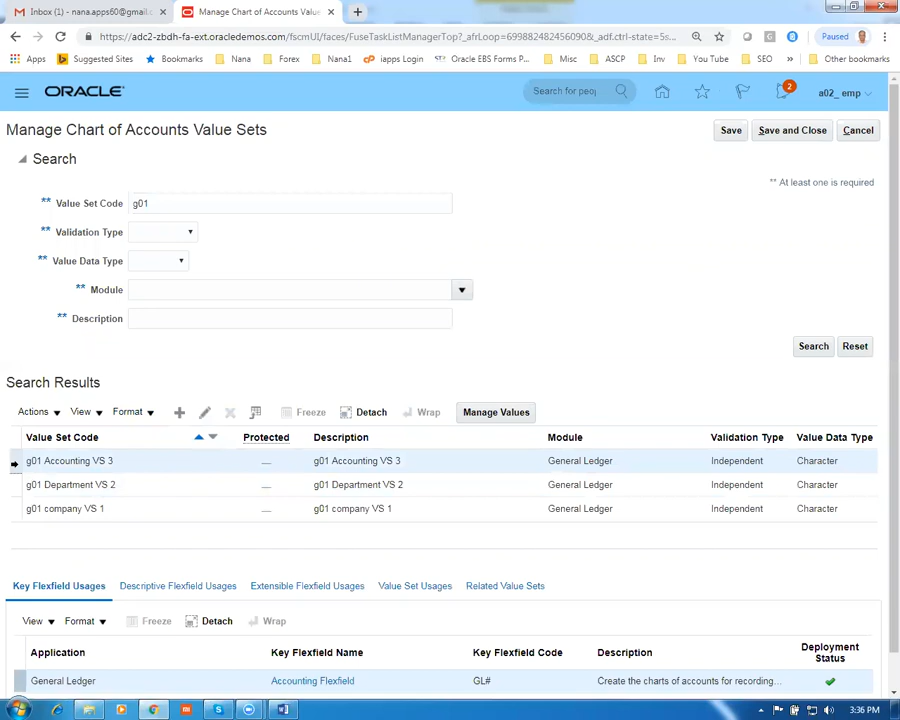 Inbox (1) - nana.apps60@gmail.c
Manage Chart of Accounts Value
https://adc2-zbdh-fa-ext.oracledemos.com/fscmUI/faces/FuseTaskListManagerTop?_afrLoop=6998824824560908&_adf.ctrl-state=5s...
Paused
Apps
Suggested Sites
Bookmarks
Nana
Forex
Nana1
iapps Login
Oracle EBS Forms P...
Misc
ASCP
Inv
You Tube
SEO
»
Other bookmarks
ORACLE
Search for peoj
2
a02_ emp
Manage Chart of Accounts Value Sets
Save
Save and Close
Cancel
Search
** At least one is required
** Value Set Code g01
** Validation Type
** Value Data Type
** Module
** Description
Search
Reset
Search Results
Actions View Format Freeze Detach Wrap Manage Values
Value Set Code Protected Description Module Validation Type Value Data Type
g01 Accounting VS 3 — g01 Accounting VS 3 General Ledger Independent Character
g01 Department VS 2 — g01 Department VS 2 General Ledger Independent Character
g01 company VS 1 — g01 company VS 1 General Ledger Independent Character
Key Flexfield Usages Descriptive Flexfield Usages Extensible Flexfield Usages Value Set Usages Related Value Sets
View Format Freeze Detach Wrap
Application Key Flexfield Name Key Flexfield Code Description Deployment Status
General Ledger Accounting Flexfield GL# Create the charts of accounts for recording...
3:36 PM